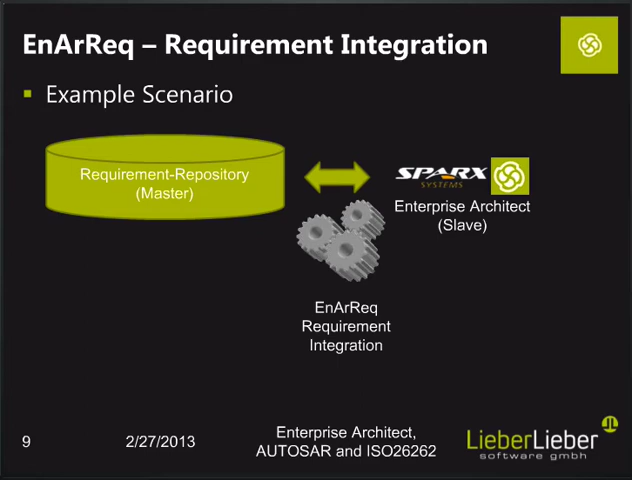 EnArReq – Requirement Integration
Example Scenario
Requirement-Repository
(Master)
SPARX
SYSTEMS
Enterprise Architect
(Slave)
EnArReq
Requirement
Integration
9
2/27/2013
Enterprise Architect,
AUTOSAR and ISO26262
LieberLieber
software gmbh